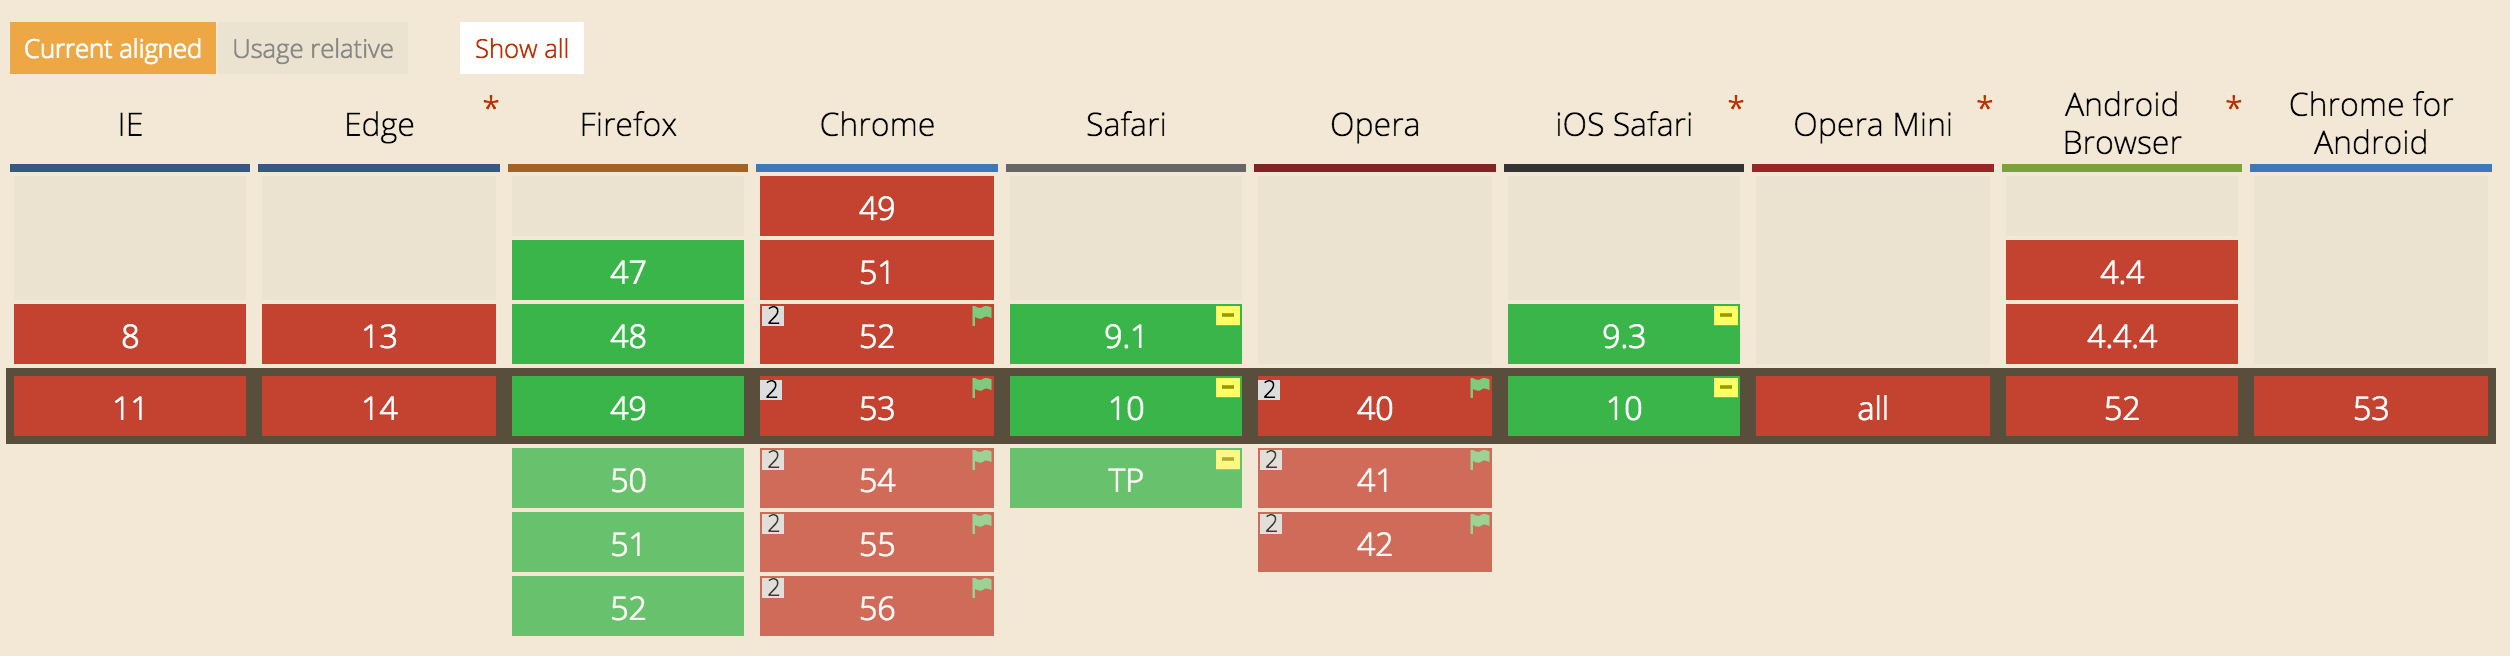 Current aligned Usage relative Show all
IE Edge * Firefox Chrome Safari Opera iOS Safari * Opera Mini * Android Browser * Chrome for Android
49
47 51 4.4
8 13 48 2 52 9.1 9.3 4.4.4
11 14 49 2 53 10 2 40 10 all 52 53
50 2 54 TP 2 41
51 2 55 2 42
52 2 56